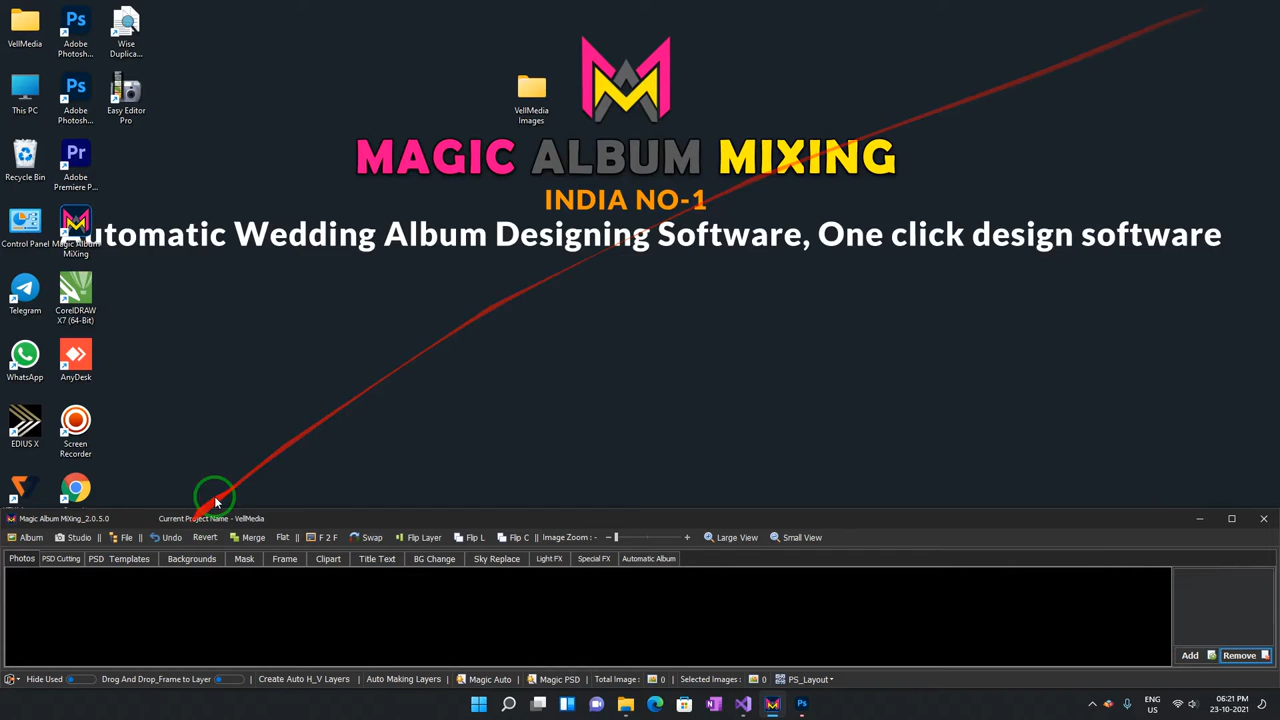 VellMedia
Adobe Photosh...
Wise Duplica...
This PC
Adobe Photosh...
Easy Editor Pro
VellMedia Images
MAGIC ALBUM MIXING
INDIA NO-1
Automatic Wedding Album Designing Software, One click design software
Recycle Bin
Adobe Premiere P...
Control Panel
Magic Album MiXing
Telegram
CorelDRAW X7 (64-Bit)
WhatsApp
AnyDesk
EDIUS X
Screen Recorder
Magic Album MiXing_2.0.5.0 Current Project Name - VellMedia
Album Studio File Undo Revert Merge Flat F 2 F Swap Flip Layer Flip L Flip C Image Zoom : - + Large View Small View
Photos PSD Cutting PSD Templates Backgrounds Mask Frame Clipart Title Text BG Change Sky Replace Light FX Special FX Automatic Album
Add Remove
Hide Used Drag And Drop_Frame to Layer Create Auto H_V Layers Auto Making Layers Magic Auto Magic PSD Total Image : 0 Selected Images : 0 PS_Layout
ENG US 06:21 PM 23-10-2021